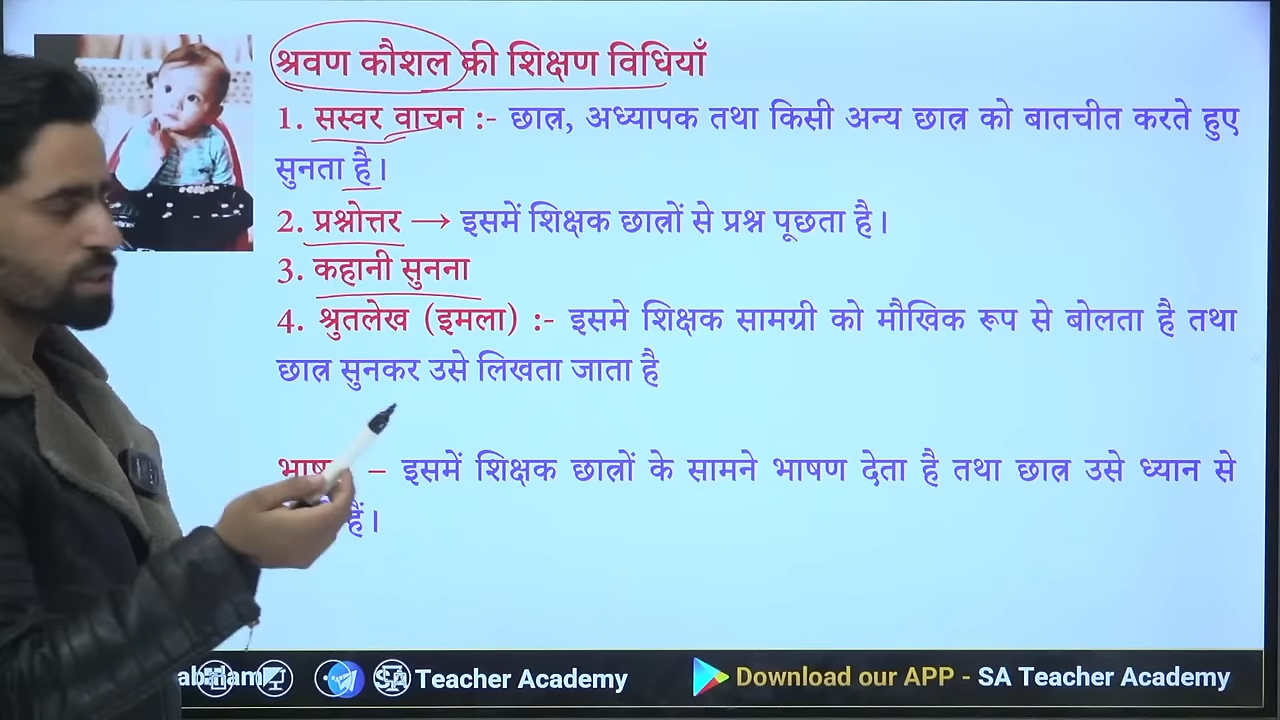 श्रवण कौशल की शिक्षण विधियाँ
1. सस्वर वाचन :- छात्र, अध्यापक तथा किसी अन्य छात्र को बातचीत करते हुए
सुनता है।
2. प्रश्नोत्तर → इसमें शिक्षक छात्रों से प्रश्न पूछता है।
3. कहानी सुनना
4. श्रुतलेख (इमला) :- इसमे शिक्षक सामग्री को मौखिक रूप से बोलता है तथा
छात्र सुनकर उसे लिखता जाता है
– इसमें शिक्षक छात्रों के सामने भाषण देता है तथा छात्र उसे ध्यान से
हैं।
SA Teacher Academy
Download our APP - SA Teacher Academy